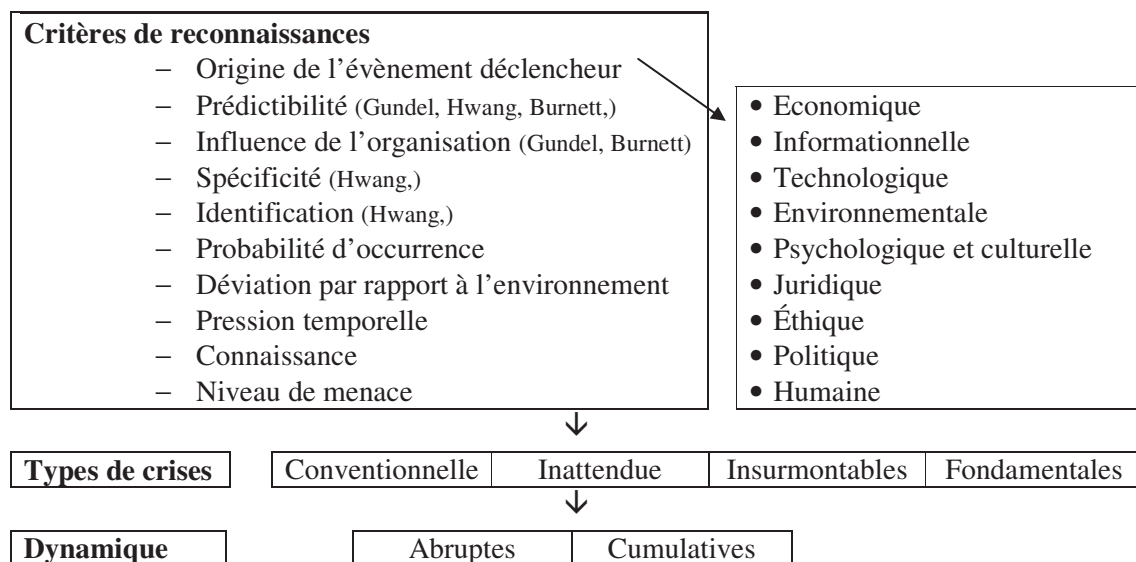 Critères de reconnaissances
– Origine de l'évènement déclencheur
– Prédictibilité (Gundel, Hwang, Burnett,)
– Influence de l'organisation (Gundel, Burnett)
– Spécificité (Hwang,)
– Identification (Hwang,)
– Probabilité d'occurrence
– Déviation par rapport à l'environnement
– Pression temporelle
– Connaissance
– Niveau de menace
• Economique
• Informationnelle
• Technologique
• Environnementale
• Psychologique et culturelle
• Juridique
• Éthique
• Politique
• Humaine
Types de crises Conventionnelle Inattendue Insurmontables Fondamentales
Dynamique Abruptes Cumulatives